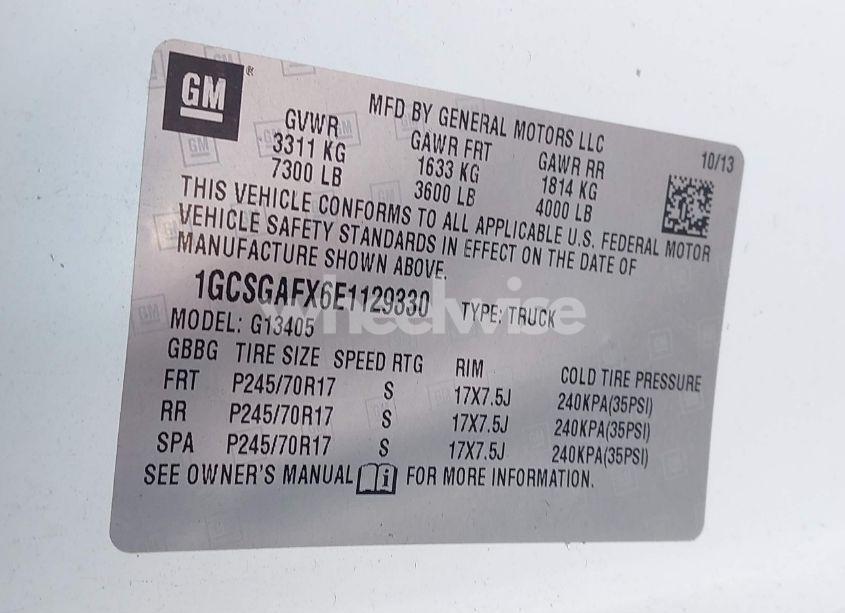 GM ®
MFD BY GENERAL MOTORS LLC
10/13
GVWR GAWR FRT GAWR RR
3311 KG 1633 KG 1814 KG
7300 LB 3600 LB 4000 LB
THIS VEHICLE CONFORMS TO ALL APPLICABLE U.S. FEDERAL MOTOR
VEHICLE SAFETY STANDARDS IN EFFECT ON THE DATE OF
MANUFACTURE SHOWN ABOVE.
1GCSGAFX6E1129330 TYPE: TRUCK
wheelwise
MODEL: G13405
GBBG TIRE SIZE SPEED RTG RIM COLD TIRE PRESSURE
FRT P245/70R17 S 17X7.5J 240KPA(35PSI)
RR P245/70R17 S 17X7.5J 240KPA(35PSI)
SPA P245/70R17 S 17X7.5J 240KPA(35PSI)
SEE OWNER'S MANUAL i FOR MORE INFORMATION.